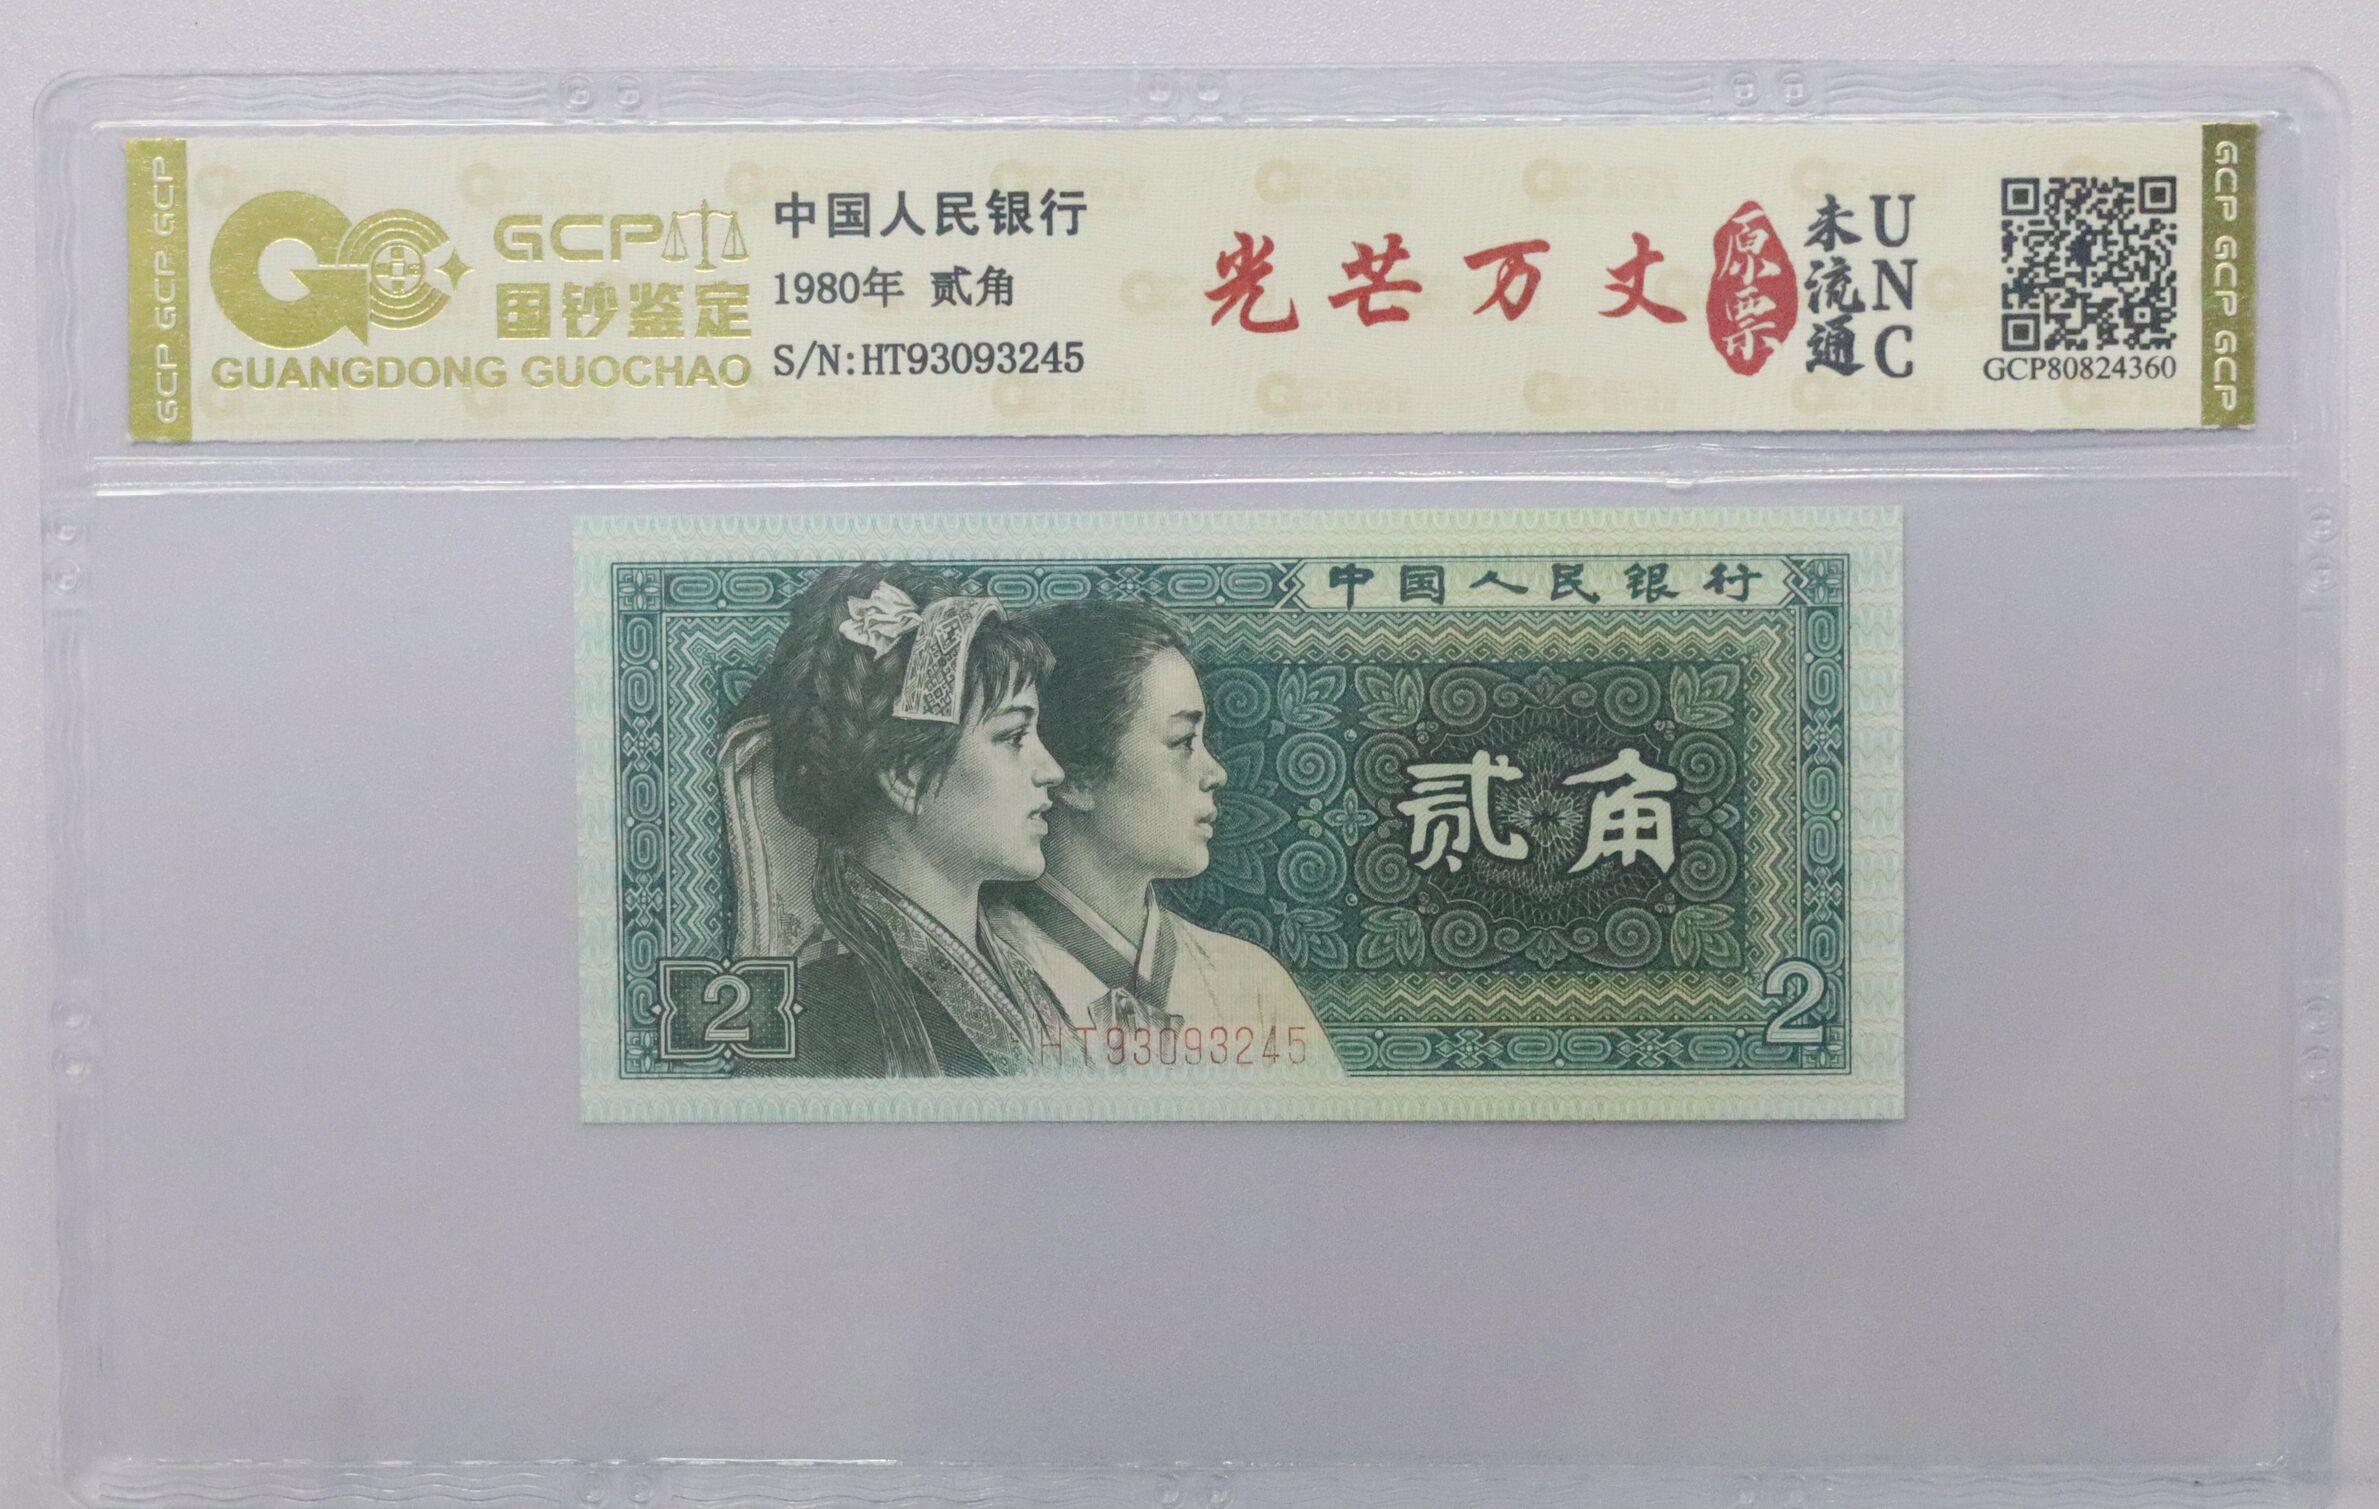 GCP GCP GCP
GCP
国钞鉴定
GUANGDONG GUOCHAO
中国人民银行
1980年 贰角
S/N:HT93093245
光芒万丈
原票
未流通
UNC
GCP80824360
GCP GCP GCP
中国人民银行
贰角
2
2
HT93093245